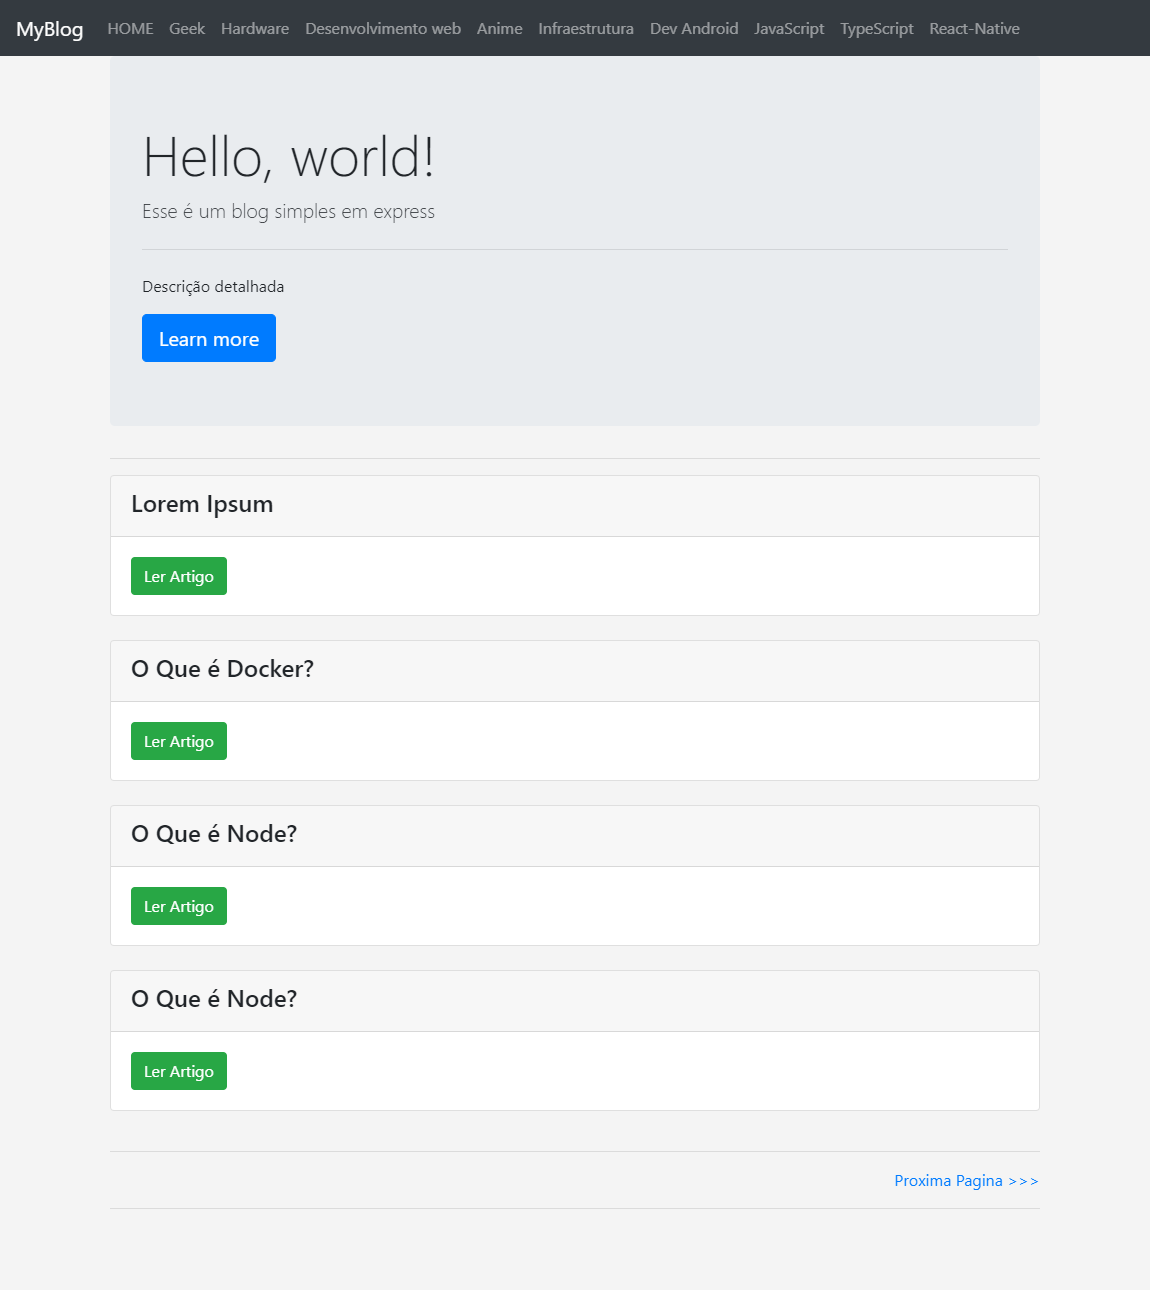 MyBlog HOME Geek Hardware Desenvolvimento web Anime Infraestrutura Dev Android JavaScript TypeScript React-Native
Hello, world!
Esse é um blog simples em express
Descrição detalhada
Learn more
Lorem Ipsum
Ler Artigo
O Que é Docker?
Ler Artigo
O Que é Node?
Ler Artigo
O Que é Node?
Ler Artigo
Proxima Pagina >>>